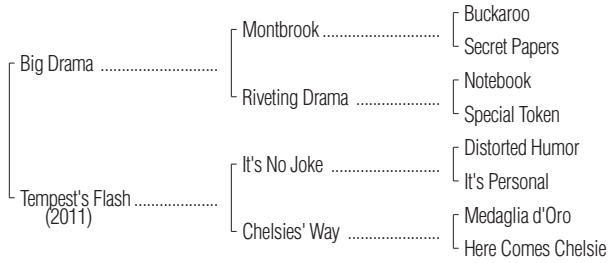 Buckaroo
Montbrook
Secret Papers
Big Drama
Notebook
Riveting Drama
Special Token
Distorted Humor
It's No Joke
It's Personal
Tempest's Flash
(2011)
Medaglia d'Oro
Chelsies' Way
Here Comes Chelsie